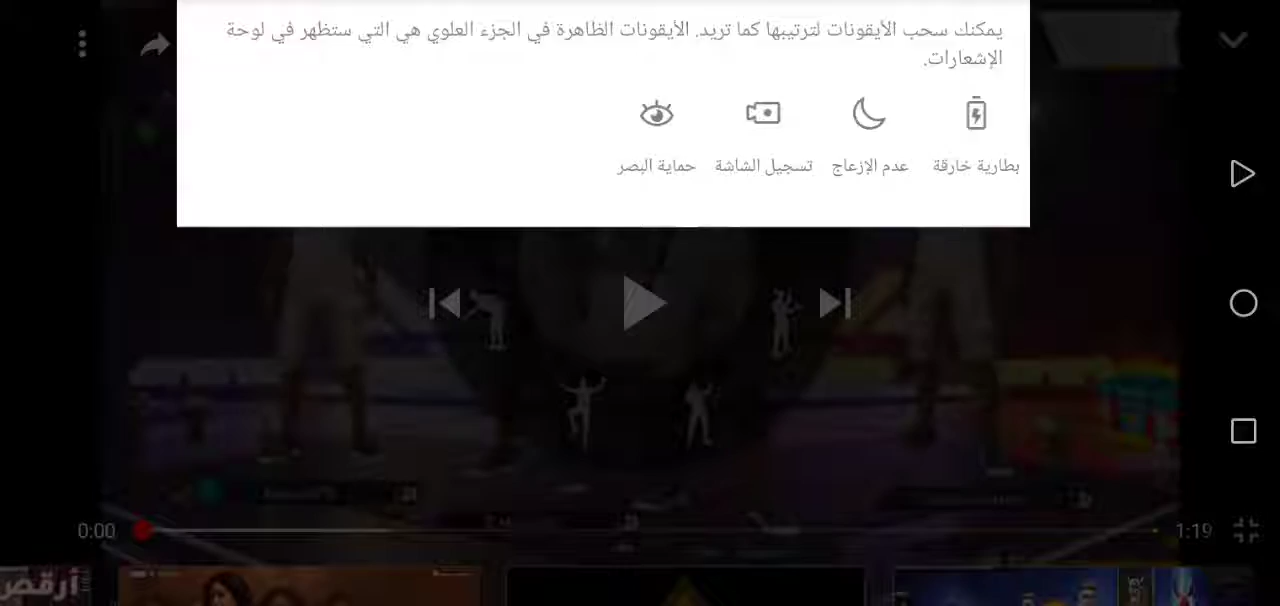 يمكنك سحب الأيقونات لترتيبها كما تريد. الأيقونات الظاهرة في الجزء العلوي هي التي ستظهر في لوحة
الإشعارات.
بطارية خارقة
عدم الإزعاج
تسجيل الشاشة
حماية البصر
0:00
1:19
أرقص